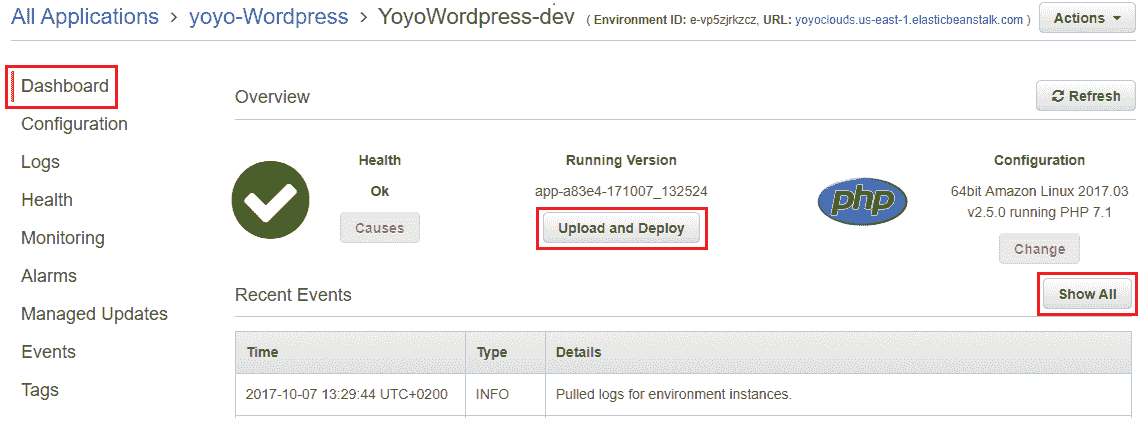 All Applications > yoyo-Wordpress > YoyoWordpress-dev ( Environment ID: e-vp5zjrkzcz, URL: yoyoclouds.us-east-1.elasticbeanstalk.com ) Actions
Dashboard
Configuration
Logs
Health
Monitoring
Alarms
Managed Updates
Events
Tags
Overview
Refresh
Health
Ok
Causes
Running Version
app-a83e4-171007_132524
Upload and Deploy
php
Configuration
64bit Amazon Linux 2017.03
v2.5.0 running PHP 7.1
Change
Recent Events
Show All
Time Type Details
2017-10-07 13:29:44 UTC+0200 INFO Pulled logs for environment instances.